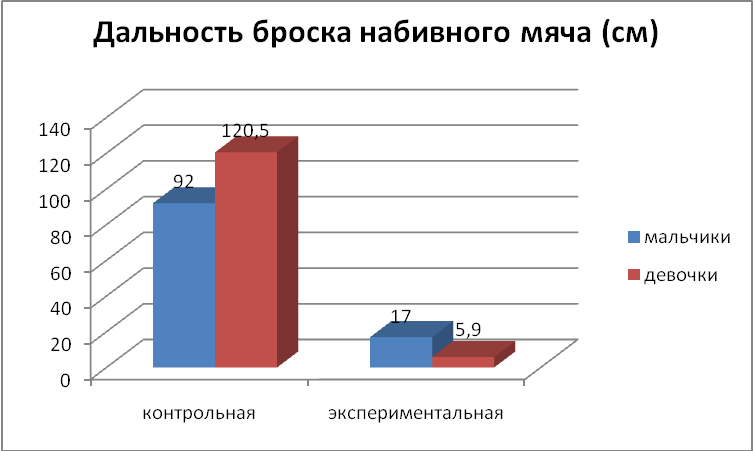 Дальность броска набивного мяча (см)
140
120
100
80
60
40
20
0
92
120,5
17
5,9
контрольная
экспериментальная
мальчики
девочки